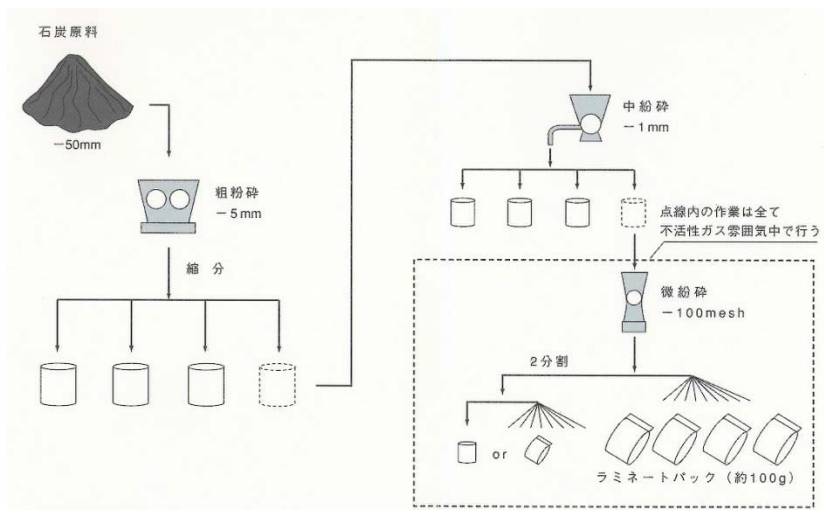 石炭原料
－50mm
粗粉砕
－5mm
縮 分
中粉砕
－1mm
点線内の作業は全て
不活性ガス雰囲気中で行う
微粉砕
－100mesh
2分割
or
ラミネートパック（約100g）